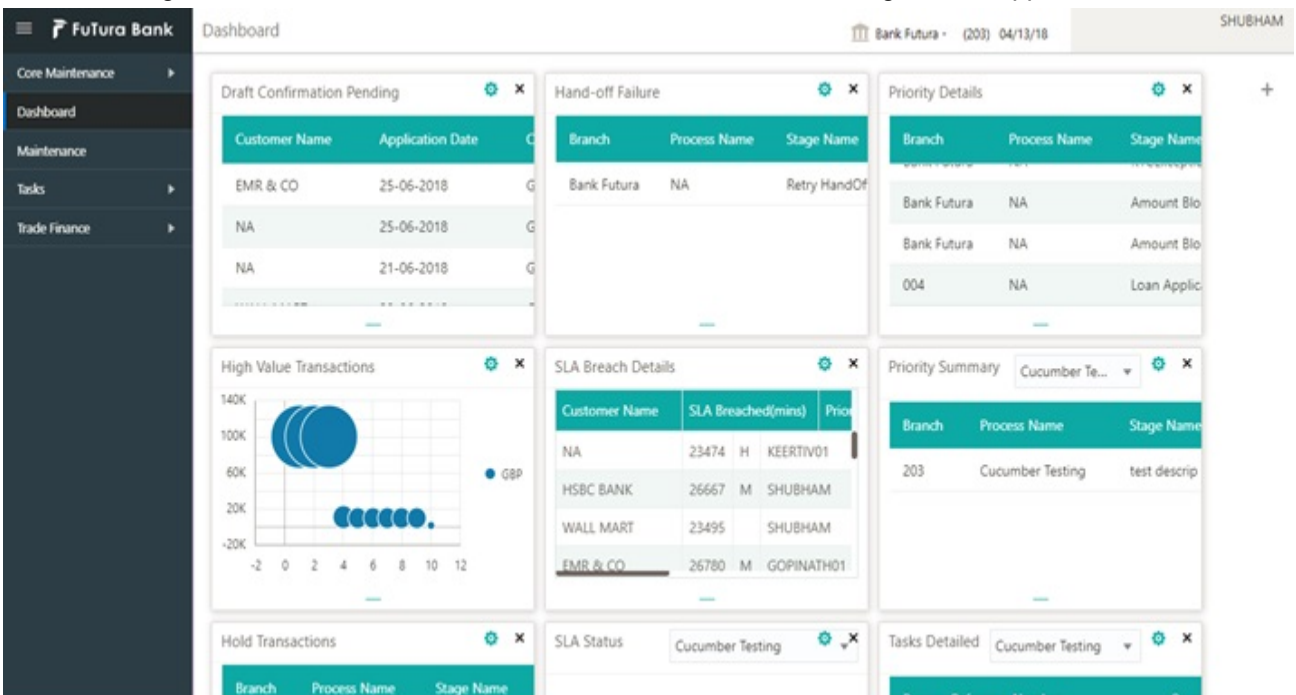 FuTura Bank
Dashboard
Bank Futura - (203) 04/13/18
SHUBHAM
Core Maintenance
Dashboard
Maintenance
Tasks
Trade Finance
Draft Confirmation Pending
Customer Name Application Date C
EMR & CO 25-06-2018 G
NA 25-06-2018 G
NA 21-06-2018 G
Hand-off Failure
Branch Process Name Stage Name
Bank Futura NA Retry HandOf
Priority Details
Branch Process Name Stage Name
Bank Futura NA Amount Blo
Bank Futura NA Amount Blo
004 NA Loan Applic
High Value Transactions
140K
100K
60K
20K
-20K
-2 0 2 4 6 8 10 12
GBP
SLA Breach Details
Customer Name SLA Breached(mins) Prior
NA 23474 H KEERTIV01
HSBC BANK 26667 M SHUBHAM
WALL MART 23495 SHUBHAM
EMR & CO 26780 M GOPINATH01
Priority Summary Cucumber Te...
Branch Process Name Stage Name
203 Cucumber Testing test descrip
Hold Transactions
Branch Process Name Stage Name
SLA Status Cucumber Testing
Tasks Detailed Cucumber Testing